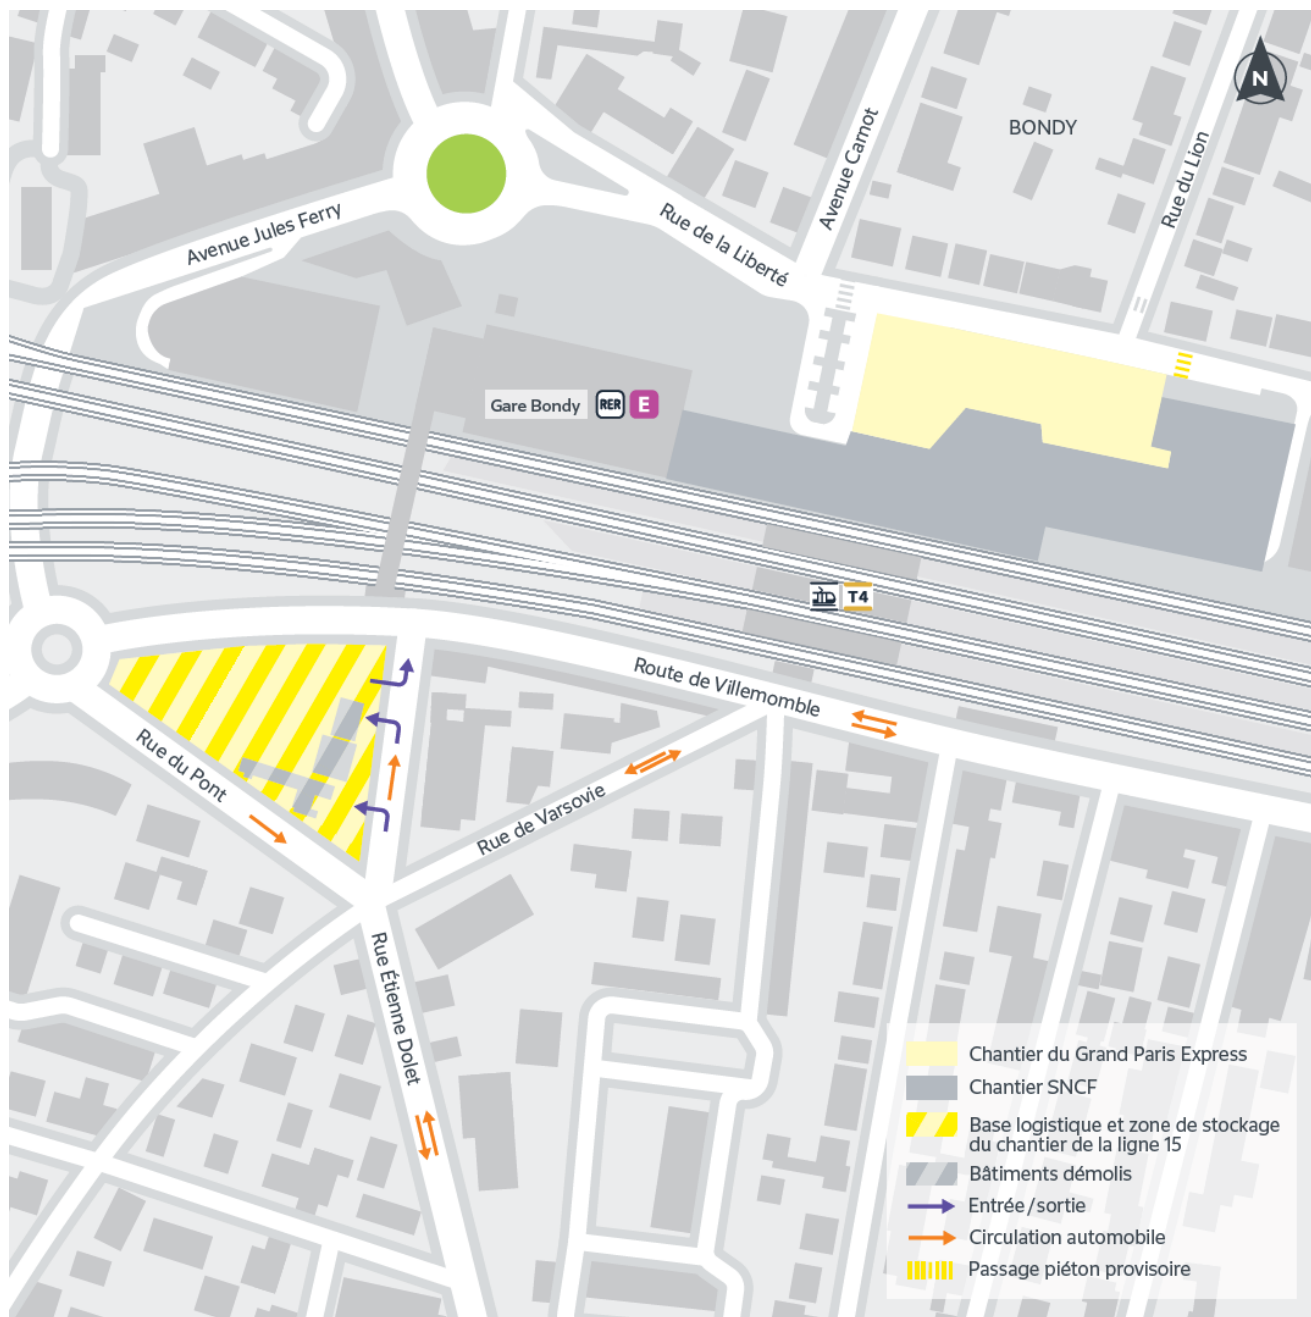 N
BONDY
Avenue Carnot
Rue du Lion
Avenue Jules Ferry
Rue de la Liberté
Gare Bondy RER E
T4
Route de Villemomble
Rue du Pont
Rue de Varsovie
Rue Étienne Dolet
Chantier du Grand Paris Express
Chantier SNCF
Base logistique et zone de stockage
du chantier de la ligne 15
Bâtiments démolis
Entrée/sortie
Circulation automobile
Passage piéton provisoire